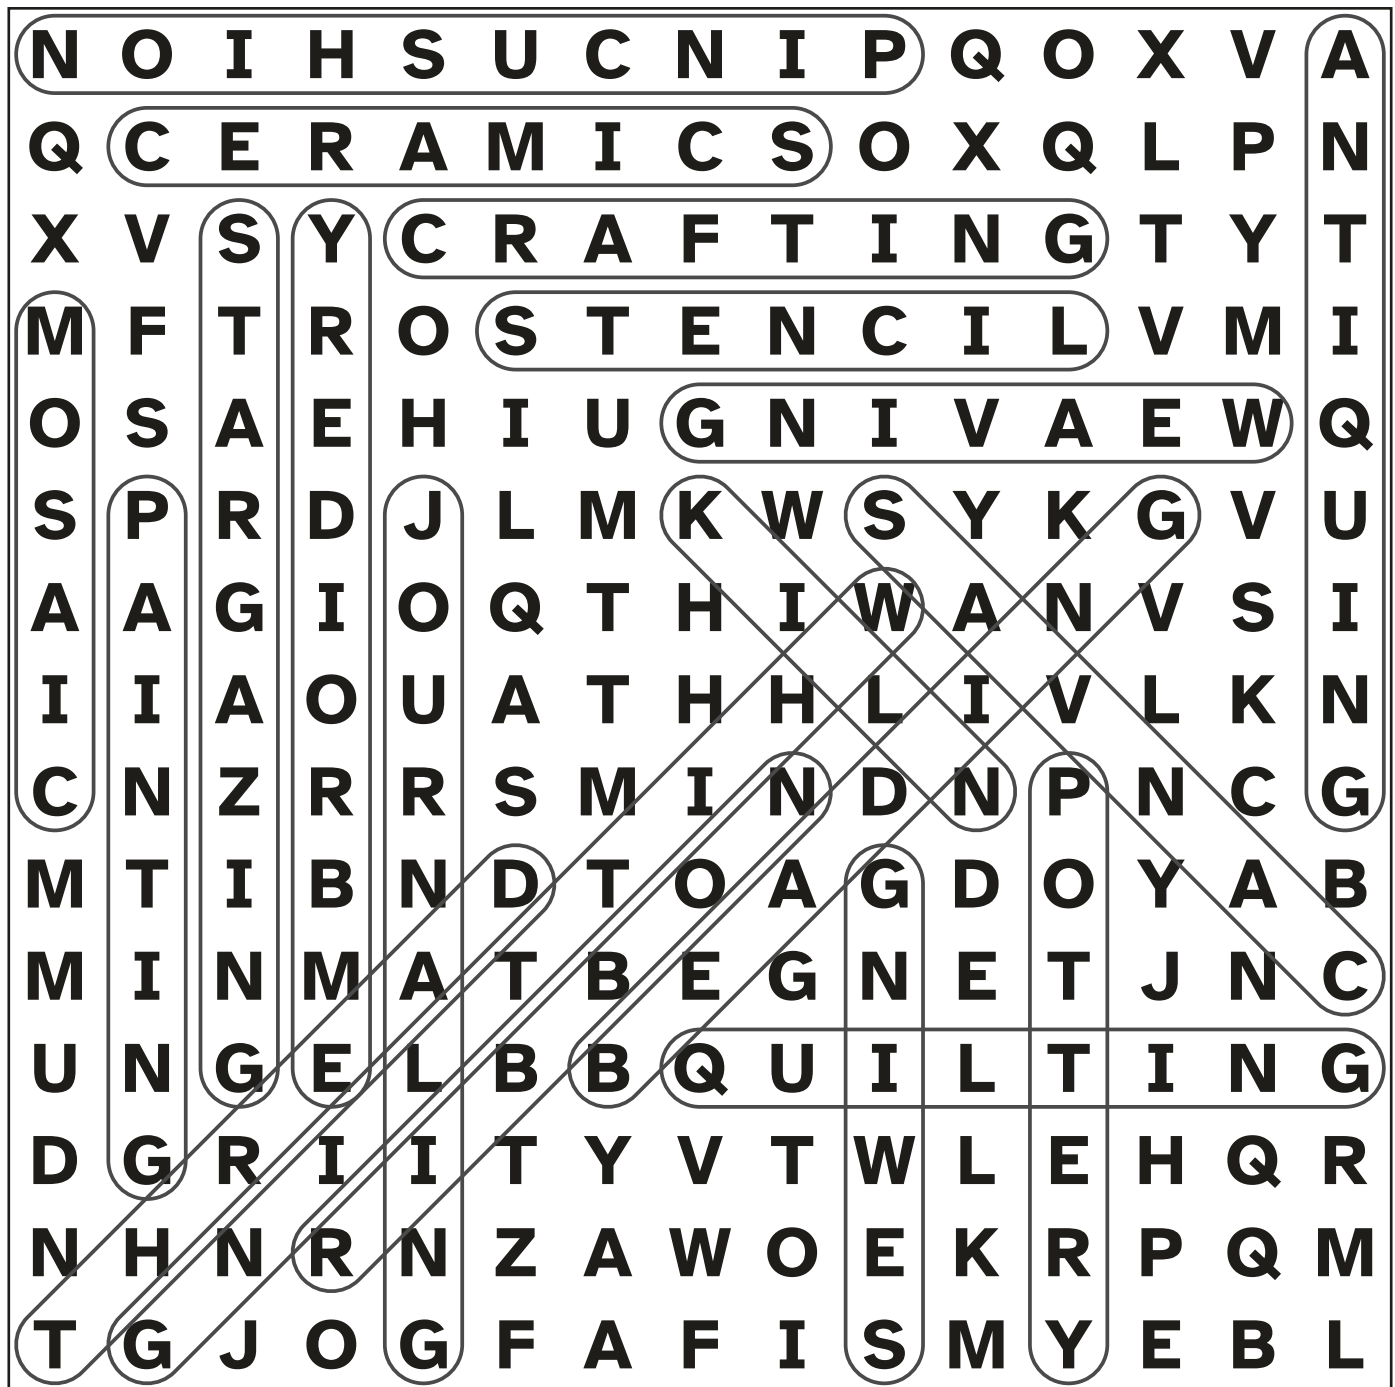 N O I H S U C N I P Q O X V A
Q C E R A M I C S O X Q L P N
X V S Y C R A F T I N G T Y T
M F T R O S T E N C I L V M I
O S A E H I U G N I V A E W Q
S P R D J L M K W S Y K G V U
A A G I O Q T H I W A N V S I
I I A O U A T H H L I V L K N
C N Z R R S M I N D N P N C G
M T I B N D T O A G D O Y A B
M I N M A T B E G N E T J N C
U N G E L B B Q U I L T I N G
D G R I I T Y V T W L E H Q R
N H N R N Z A W O E K R P Q M
T G J O G F A F I S M Y E B L